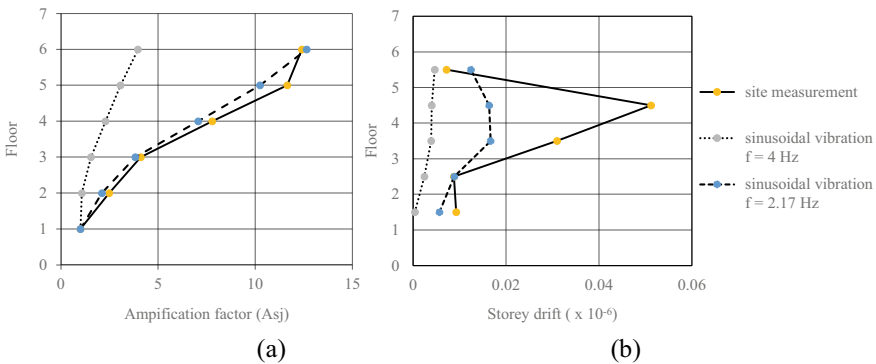 7
6
5
4
3
2
1
0
Floor
0 5 10 15
Ampification factor (Asj)
(a)
7
6
5
4
3
2
1
0
Floor
0 0.02 0.04 0.06
Storey drift ( x 10-6)
(b)
site measurement
sinusoidal vibration
f = 4 Hz
sinusoidal vibration
f = 2.17 Hz